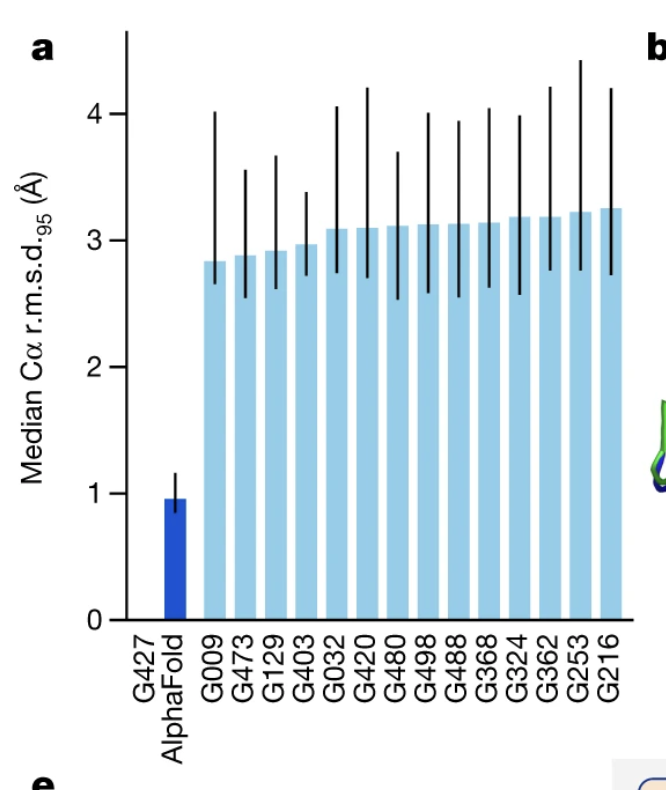 a
b
Median Cα r.m.s.d.95 (Å)
4
3
2
1
0
G427
AlphaFold
G009
G473
G129
G403
G032
G420
G480
G498
G488
G368
G324
G362
G253
G216
e